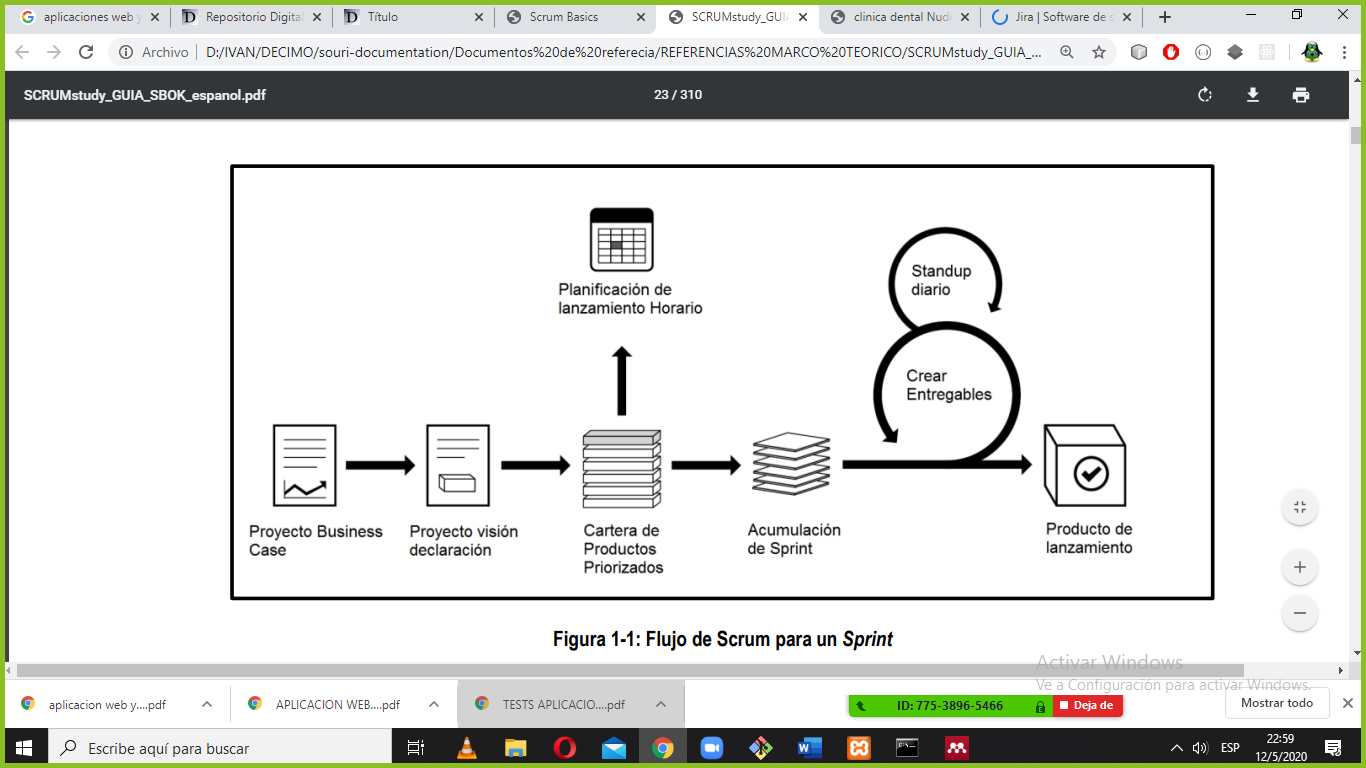 aplicaciones web y
Repositorio Digita
Título
Scrum Basics
SCRUMstudy_GUI
clinica dental Nud
Jira | Software de s
Archivo
D:/IVAN/DECIMO/souri-documentation/Documentos%20de%20referecia/REFERENCIAS%20MARCO%20TEORICO/SCRUMstudy_GUIA_...
SCRUMstudy_GUIA_SBOK_espanol.pdf
23 / 310
Planificación de
lanzamiento Horario
Standup
diario
Crear
Entregables
Proyecto Business
Case
Proyecto visión
declaración
Cartera de
Productos
Priorizados
Acumulación
de Sprint
Producto de
lanzamiento
Figura 1-1: Flujo de Scrum para un Sprint
Activar Windows
Ve a Configuración para activar Windows.
aplicacion web y....pdf
APLICACION WEB....pdf
TESTS APLICACIO....pdf
ID: 775-3896-5466
Deja de
Mostrar todo
Escribe aquí para buscar
ESP
22:59
12/5/2020